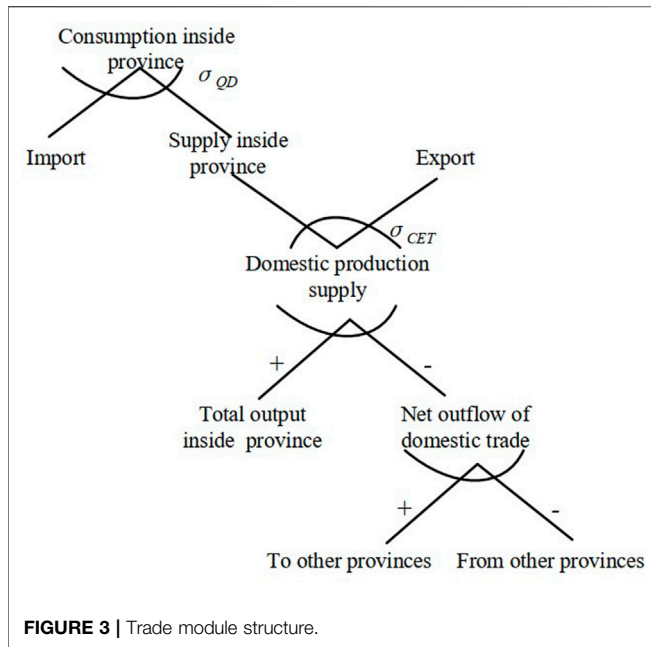 Consumption inside
province
σ QD
Import
Supply inside
province
Export
σ CET
Domestic production
supply
+
-
Total output
inside province
Net outflow of
domestic trade
+
-
To other provinces
From other provinces
FIGURE 3 | Trade module structure.